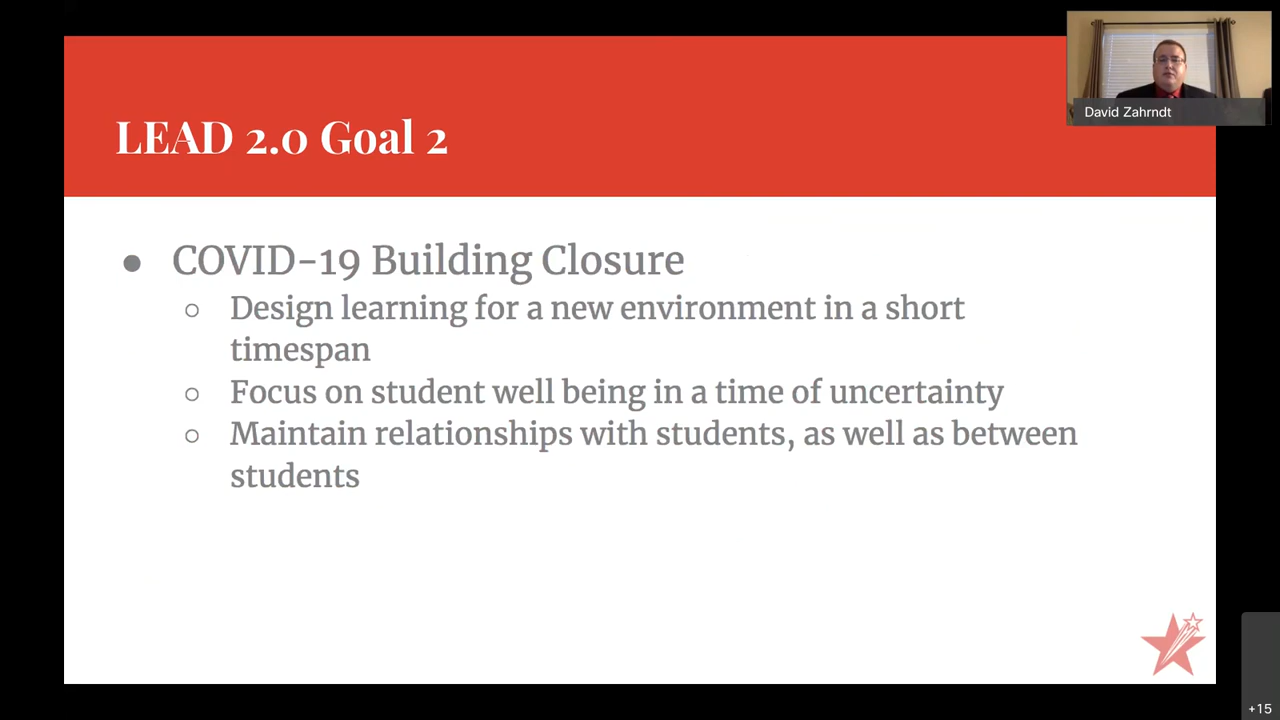 LEAD 2.0 Goal 2
David Zahrndt
COVID-19 Building Closure
Design learning for a new environment in a short
timespan
Focus on student well being in a time of uncertainty
Maintain relationships with students, as well as between
students
+15